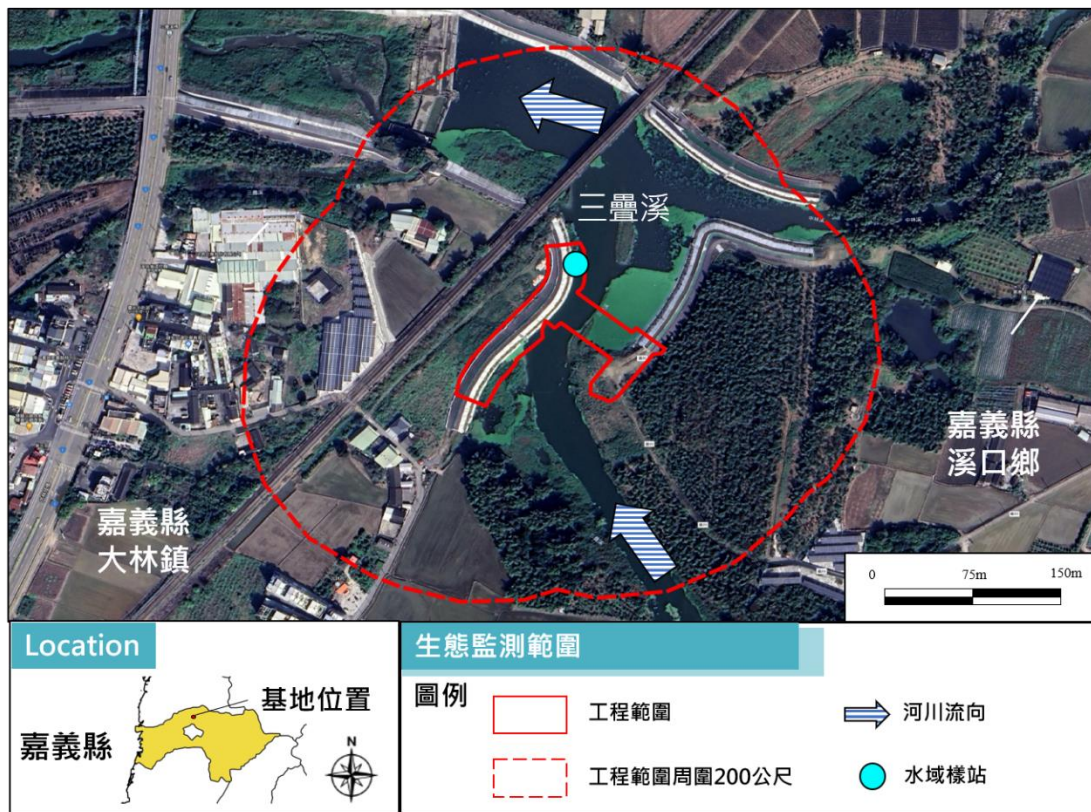 三疊溪
嘉義縣
溪口鄉
嘉義縣
大林鎮
0 75m 150m
Location
基地位置
嘉義縣
N
生態監測範圍
圖例
工程範圍
河川流向
工程範圍周圍200公尺
水域樣站